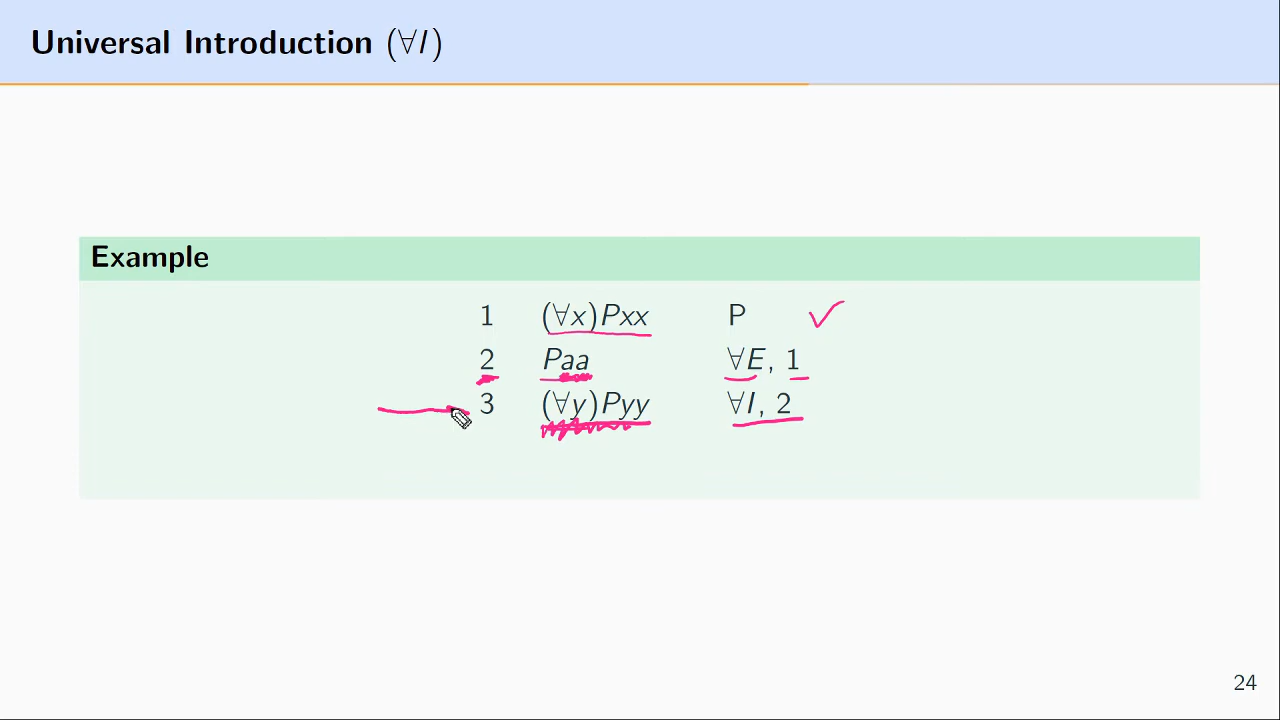 Universal Introduction (∀I)
Example
1 (∀x)Pxx P ✓
2 Paa ∀E, 1
3 (∀y)Pyy ∀I, 2
24